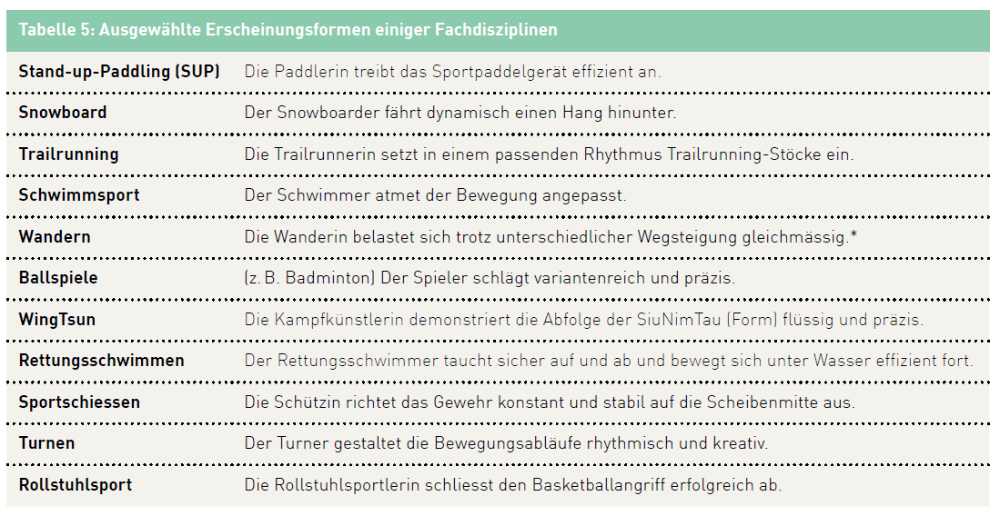 Tabelle 5: Ausgewählte Erscheinungsformen einiger Fachdisziplinen
Stand-up-Paddling (SUP) Die Paddlerin treibt das Sportpaddelgerät effizient an.
Snowboard Der Snowboarder fährt dynamisch einen Hang hinunter.
Trailrunning Die Trailrunnerin setzt in einem passenden Rhythmus Trailrunning-Stöcke ein.
Schwimmsport Der Schwimmer atmet der Bewegung angepasst.
Wandern Die Wanderin belastet sich trotz unterschiedlicher Wegsteigung gleichmässig.*
Ballspiele (z. B. Badminton) Der Spieler schlägt variantenreich und präzis.
WingTsun Die Kampfkünstlerin demonstriert die Abfolge der SiuNimTau (Form) flüssig und präzis.
Rettungsschwimmen Der Rettungsschwimmer taucht sicher auf und ab und bewegt sich unter Wasser effizient fort.
Sportschiessen Die Schützin richtet das Gewehr konstant und stabil auf die Scheibenmitte aus.
Turnen Der Turner gestaltet die Bewegungsabläufe rhythmisch und kreativ.
Rollstuhlsport Die Rollstuhlsportlerin schliesst den Basketballangriff erfolgreich ab.